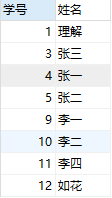 学号 姓名
1 理解
3 张三
4 张一
5 张二
9 李一
10 李二
11 李四
12 如花